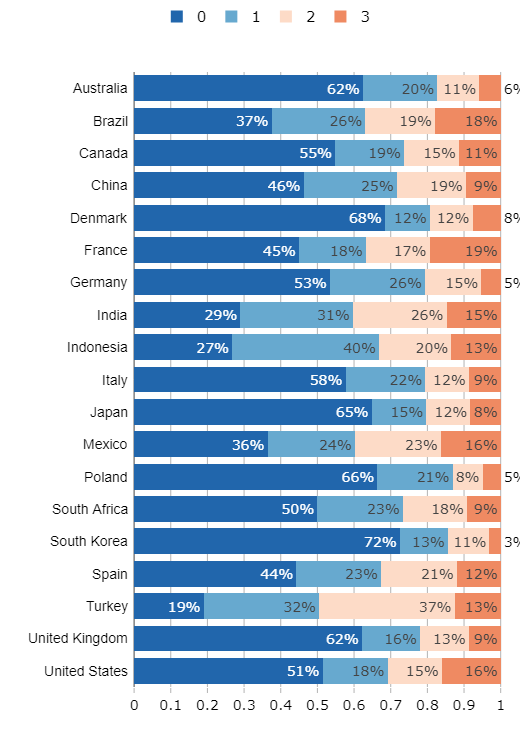 0 1 2 3
Australia 62% 20% 11% 6%
Brazil 37% 26% 19% 18%
Canada 55% 19% 15% 11%
China 46% 25% 19% 9%
Denmark 68% 12% 12% 8%
France 45% 18% 17% 19%
Germany 53% 26% 15% 5%
India 29% 31% 26% 15%
Indonesia 27% 40% 20% 13%
Italy 58% 22% 12% 9%
Japan 65% 15% 12% 8%
Mexico 36% 24% 23% 16%
Poland 66% 21% 8% 5%
South Africa 50% 23% 18% 9%
South Korea 72% 13% 11% 3%
Spain 44% 23% 21% 12%
Turkey 19% 32% 37% 13%
United Kingdom 62% 16% 13% 9%
United States 51% 18% 15% 16%
0 0.1 0.2 0.3 0.4 0.5 0.6 0.7 0.8 0.9 1